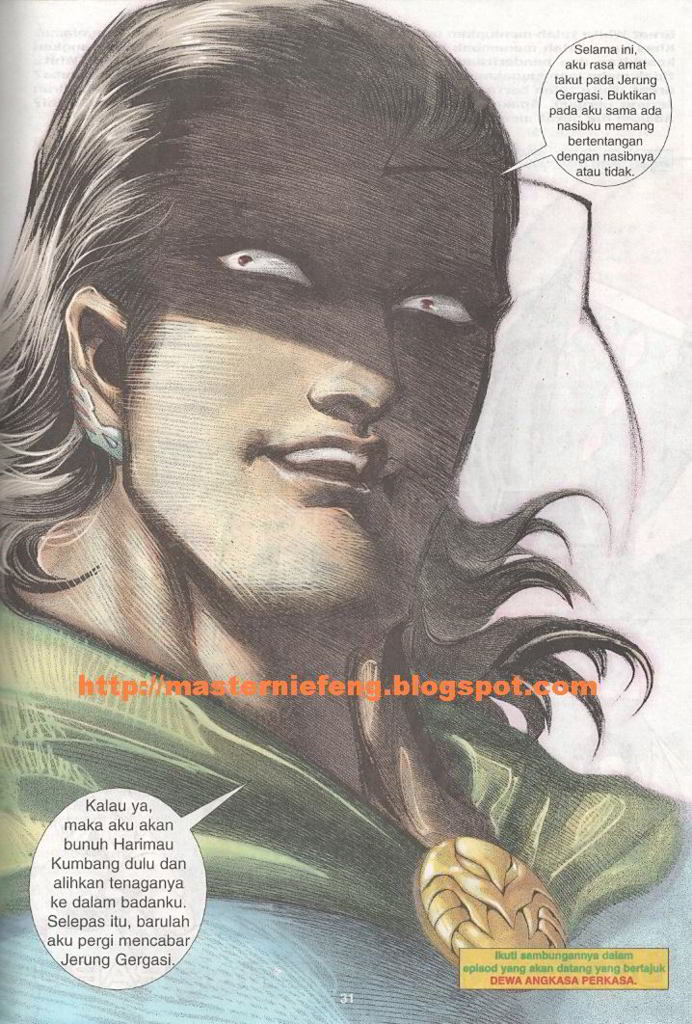 Selama ini,
aku rasa amat
takut pada Jerung
Gergasi. Buktikan
pada aku sama ada
nasibku memang
bertentangan
dengan nasibnya
atau tidak.
http://masterniefeng.blogspot.com
Kalau ya,
maka aku akan
bunuh Harimau
Kumbang dulu dan
alihkan tenaganya
ke dalam badanku.
Selepas itu, barulah
aku pergi mencabar
Jerung Gergasi.
Ikuti sambungannya dalam
episod yang akan datang yang bertajuk
DEWA ANGKASA PERKASA.
31